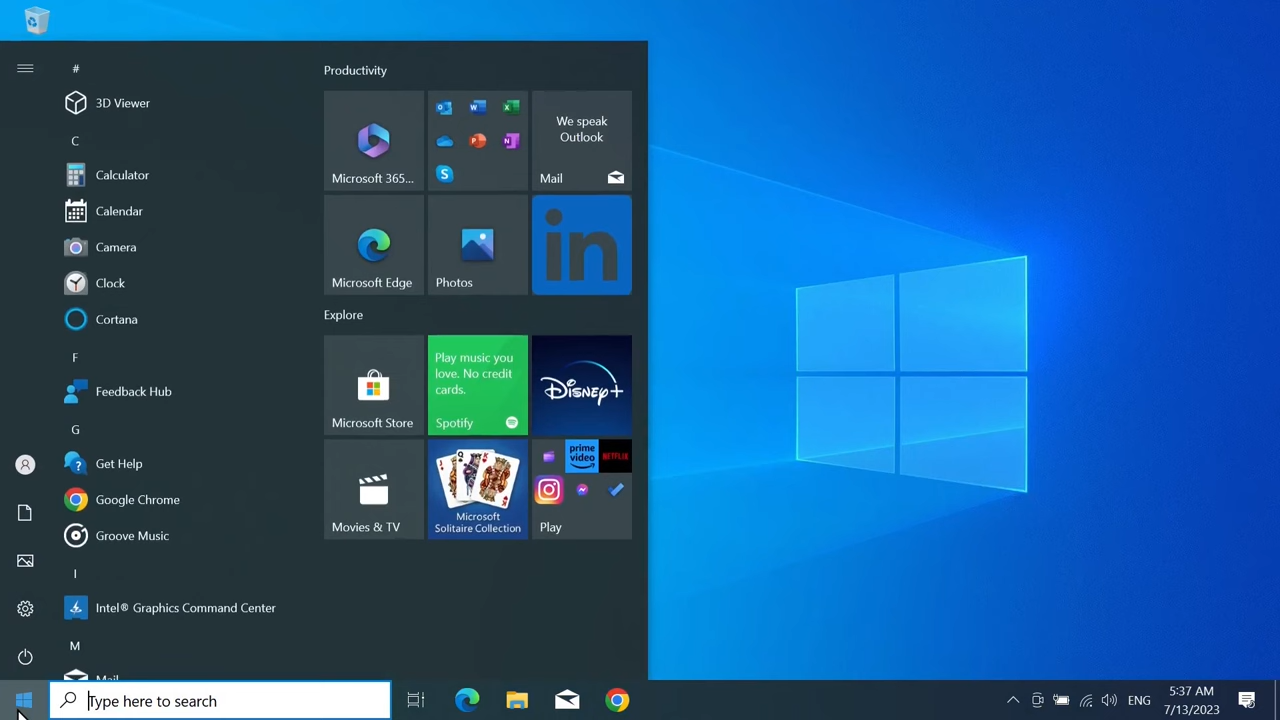 #
3D Viewer
C
Calculator
Calendar
Camera
Clock
Cortana
F
Feedback Hub
G
Get Help
Google Chrome
Groove Music
I
Intel® Graphics Command Center
M
Mail
Productivity
Microsoft 365...
We speak
Outlook
Mail
Microsoft Edge
Photos
in
Explore
Microsoft Store
Play music you
love. No credit
cards.
Spotify
Disney+
Movies & TV
Microsoft
Solitaire Collection
prime
video
NETFLIX
Play
Type here to search
ENG
5:37 AM
7/13/2023